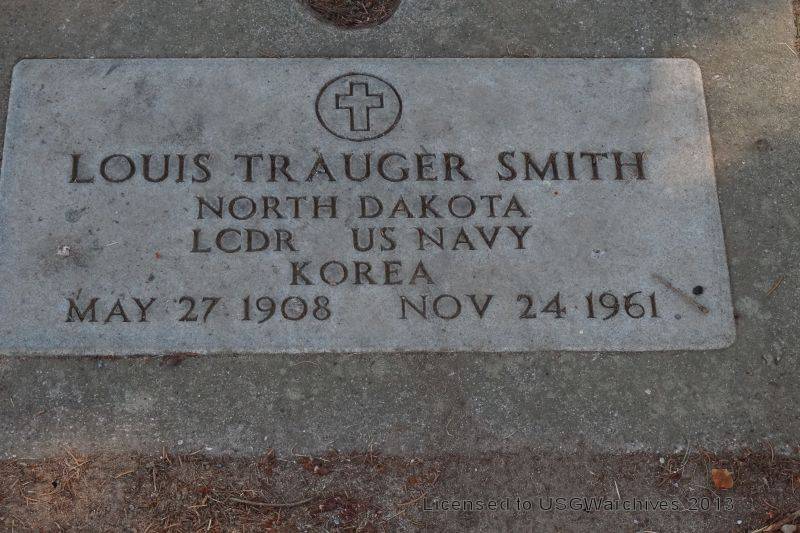 LOUIS TRAUGER SMITH
NORTH DAKOTA
LCDR US NAVY
KOREA
MAY 27 1908 NOV 24 1961
Licensed to USGWarchives 2013